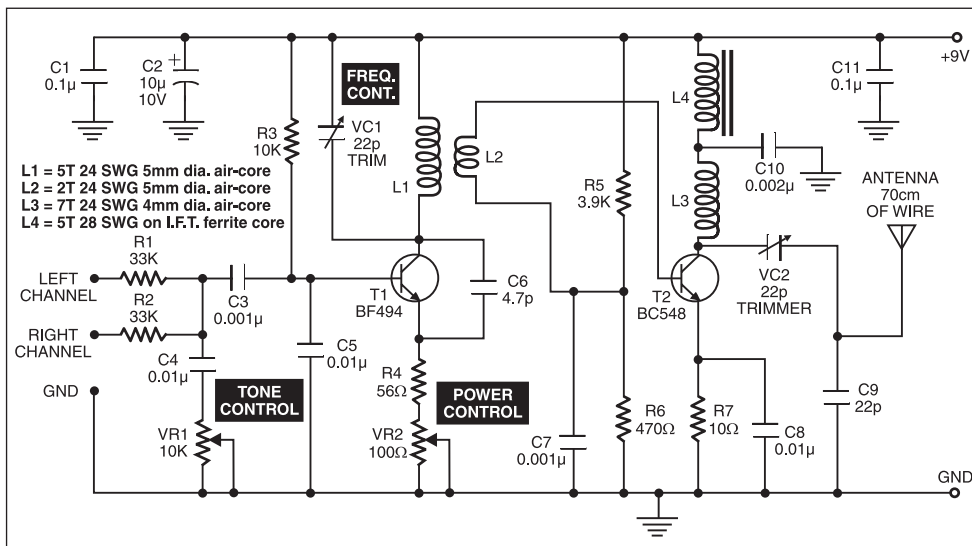 +9V
C1
0.1µ
C2
10µ
10V
+
R3
10K
FREQ.
CONT.
VC1
22p
TRIM
L1
L2
R5
3.9K
L4
C10
0.002µ
L3
C11
0.1µ
ANTENNA
70cm
OF WIRE
L1 = 5T 24 SWG 5mm dia. air-core
L2 = 2T 24 SWG 5mm dia. air-core
L3 = 7T 24 SWG 4mm dia. air-core
L4 = 5T 28 SWG on I.F.T. ferrite core
LEFT
CHANNEL
R1
33K
RIGHT
CHANNEL
R2
33K
GND
C3
0.001µ
C4
0.01µ
TONE
CONTROL
VR1
10K
C5
0.01µ
T1
BF494
C6
4.7p
R4
56Ω
POWER
CONTROL
VR2
100Ω
C7
0.001µ
R6
470Ω
T2
BC548
VC2
22p
TRIMMER
R7
10Ω
C8
0.01µ
C9
22p
GND